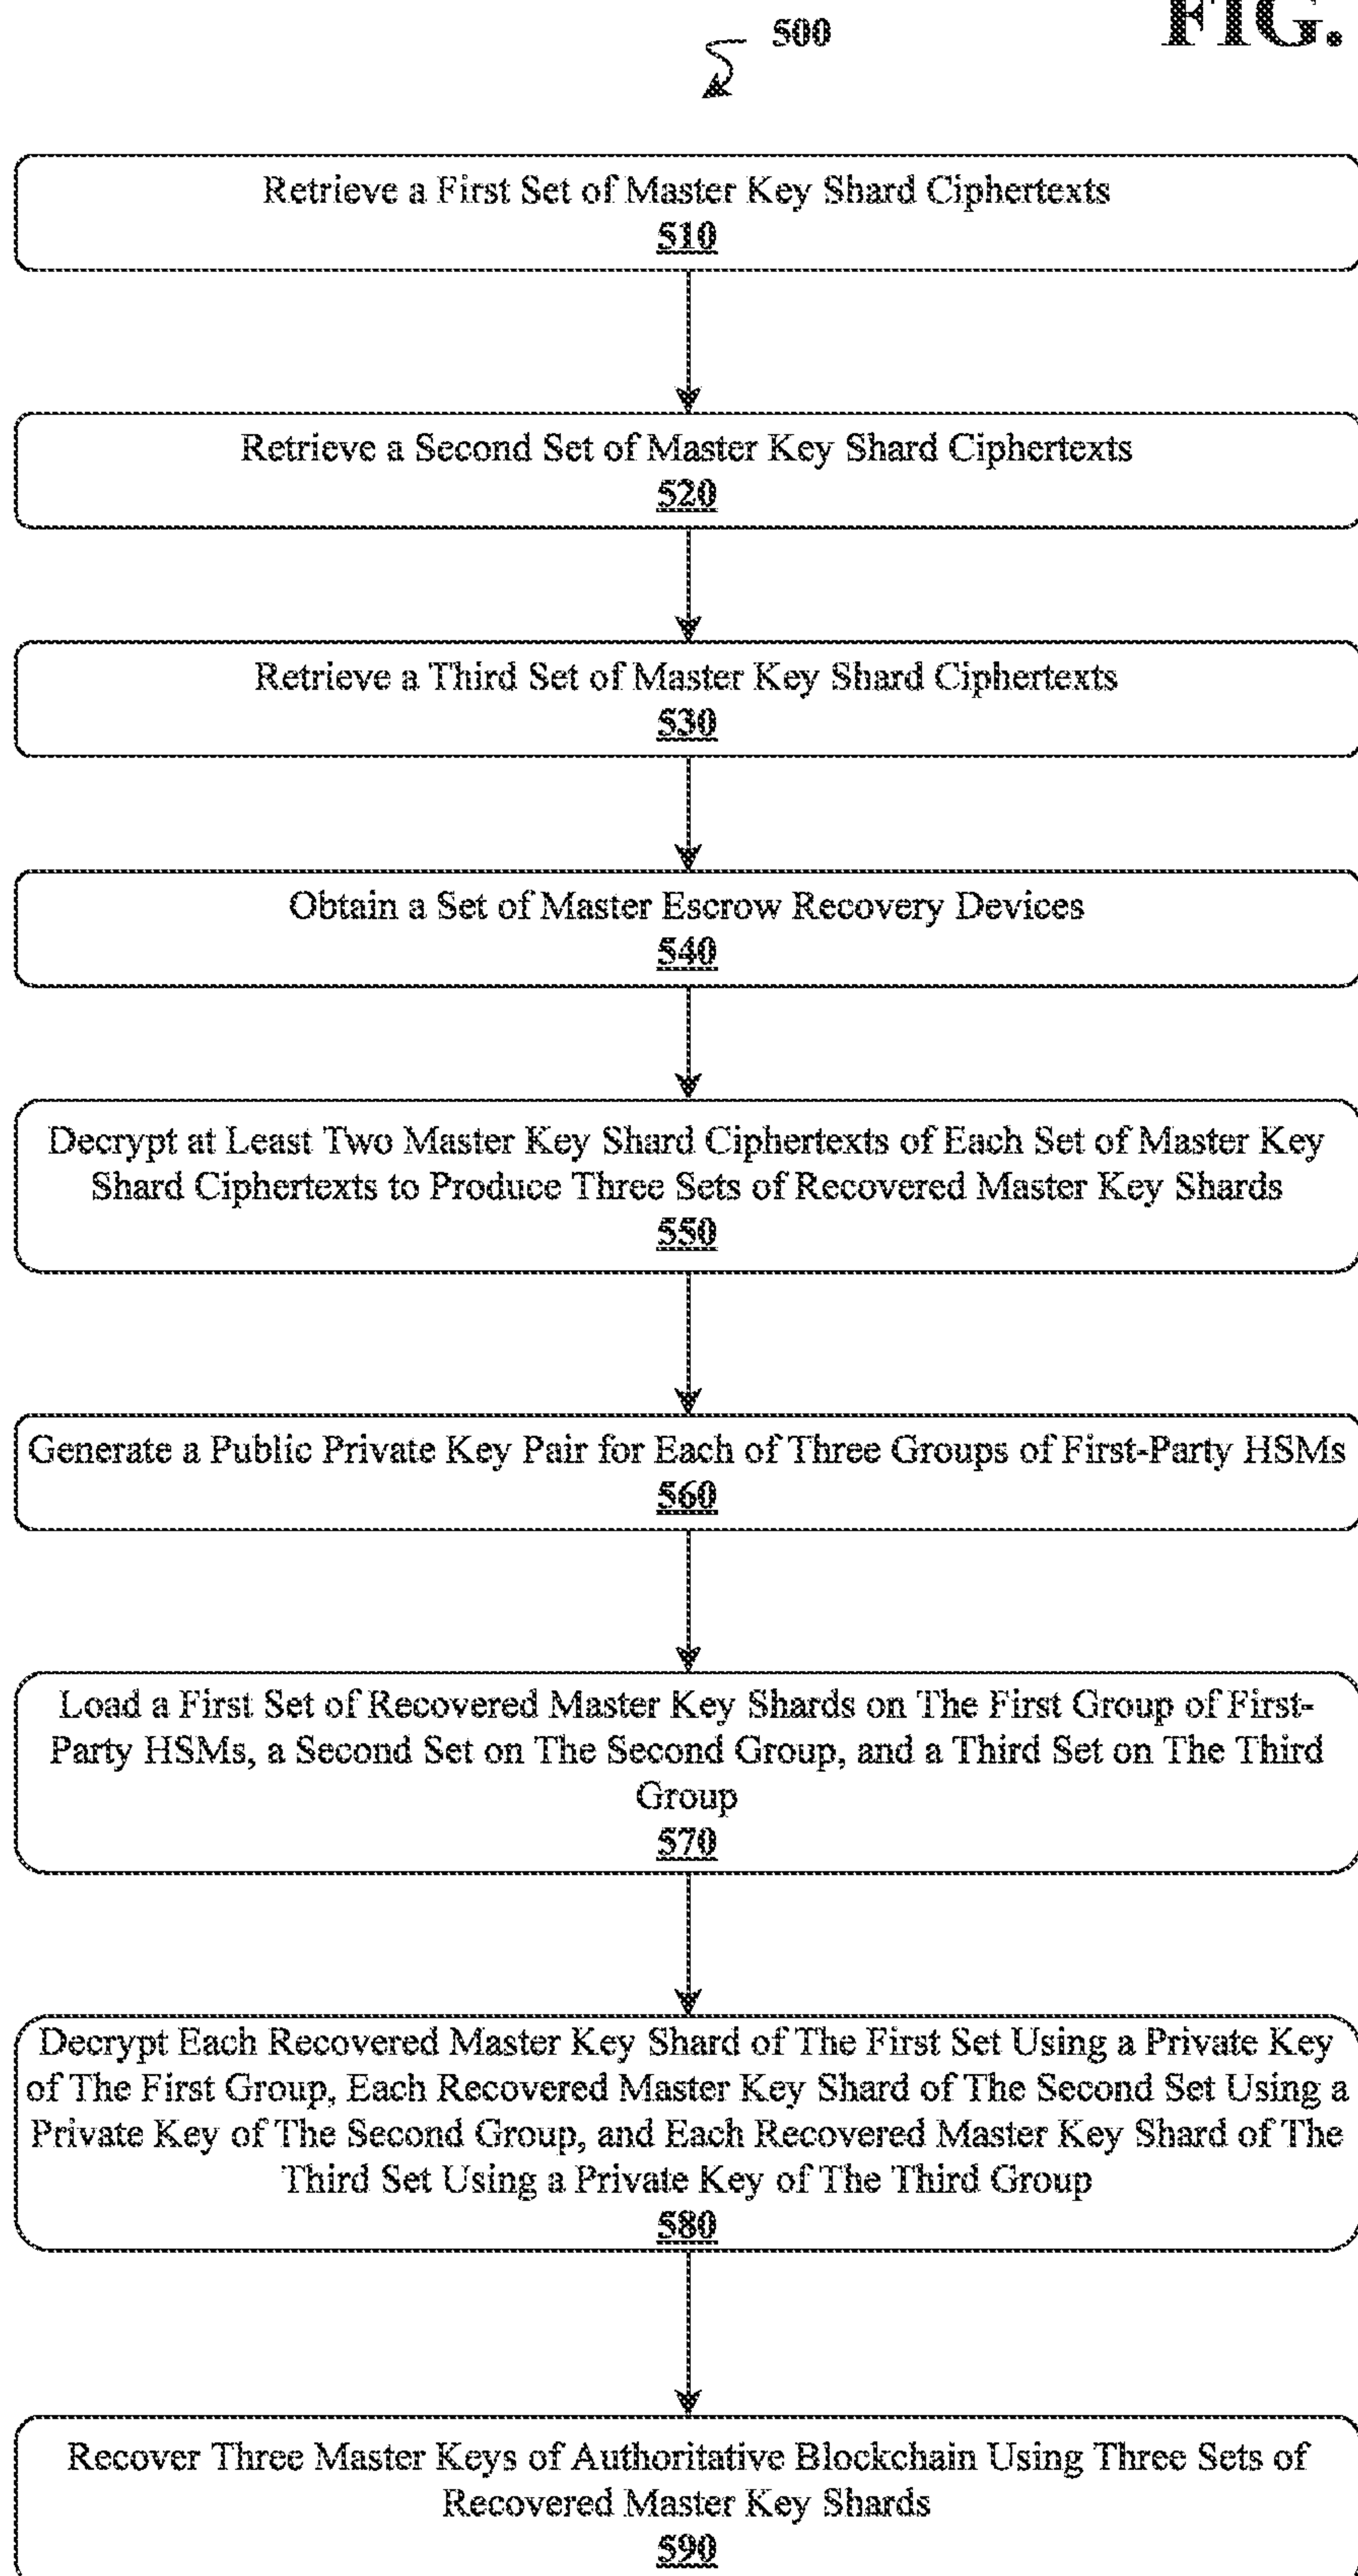 FIG.
500
Retrieve a First Set of Master Key Shard Ciphertexts
510
Retrieve a Second Set of Master Key Shard Ciphertexts
520
Retrieve a Third Set of Master Key Shard Ciphertexts
530
Obtain a Set of Master Escrow Recovery Devices
540
Decrypt at Least Two Master Key Shard Ciphertexts of Each Set of Master Key
Shard Ciphertexts to Produce Three Sets of Recovered Master Key Shards
550
Generate a Public Private Key Pair for Each of Three Groups of First-Party HSMs
560
Load a First Set of Recovered Master Key Shards on The First Group of First-
Party HSMs, a Second Set on The Second Group, and a Third Set on The Third
Group
570
Decrypt Each Recovered Master Key Shard of The First Set Using a Private Key
of The First Group, Each Recovered Master Key Shard of The Second Set Using a
Private Key of The Second Group, and Each Recovered Master Key Shard of The
Third Set Using a Private Key of The Third Group
580
Recover Three Master Keys of Authoritative Blockchain Using Three Sets of
Recovered Master Key Shards
590